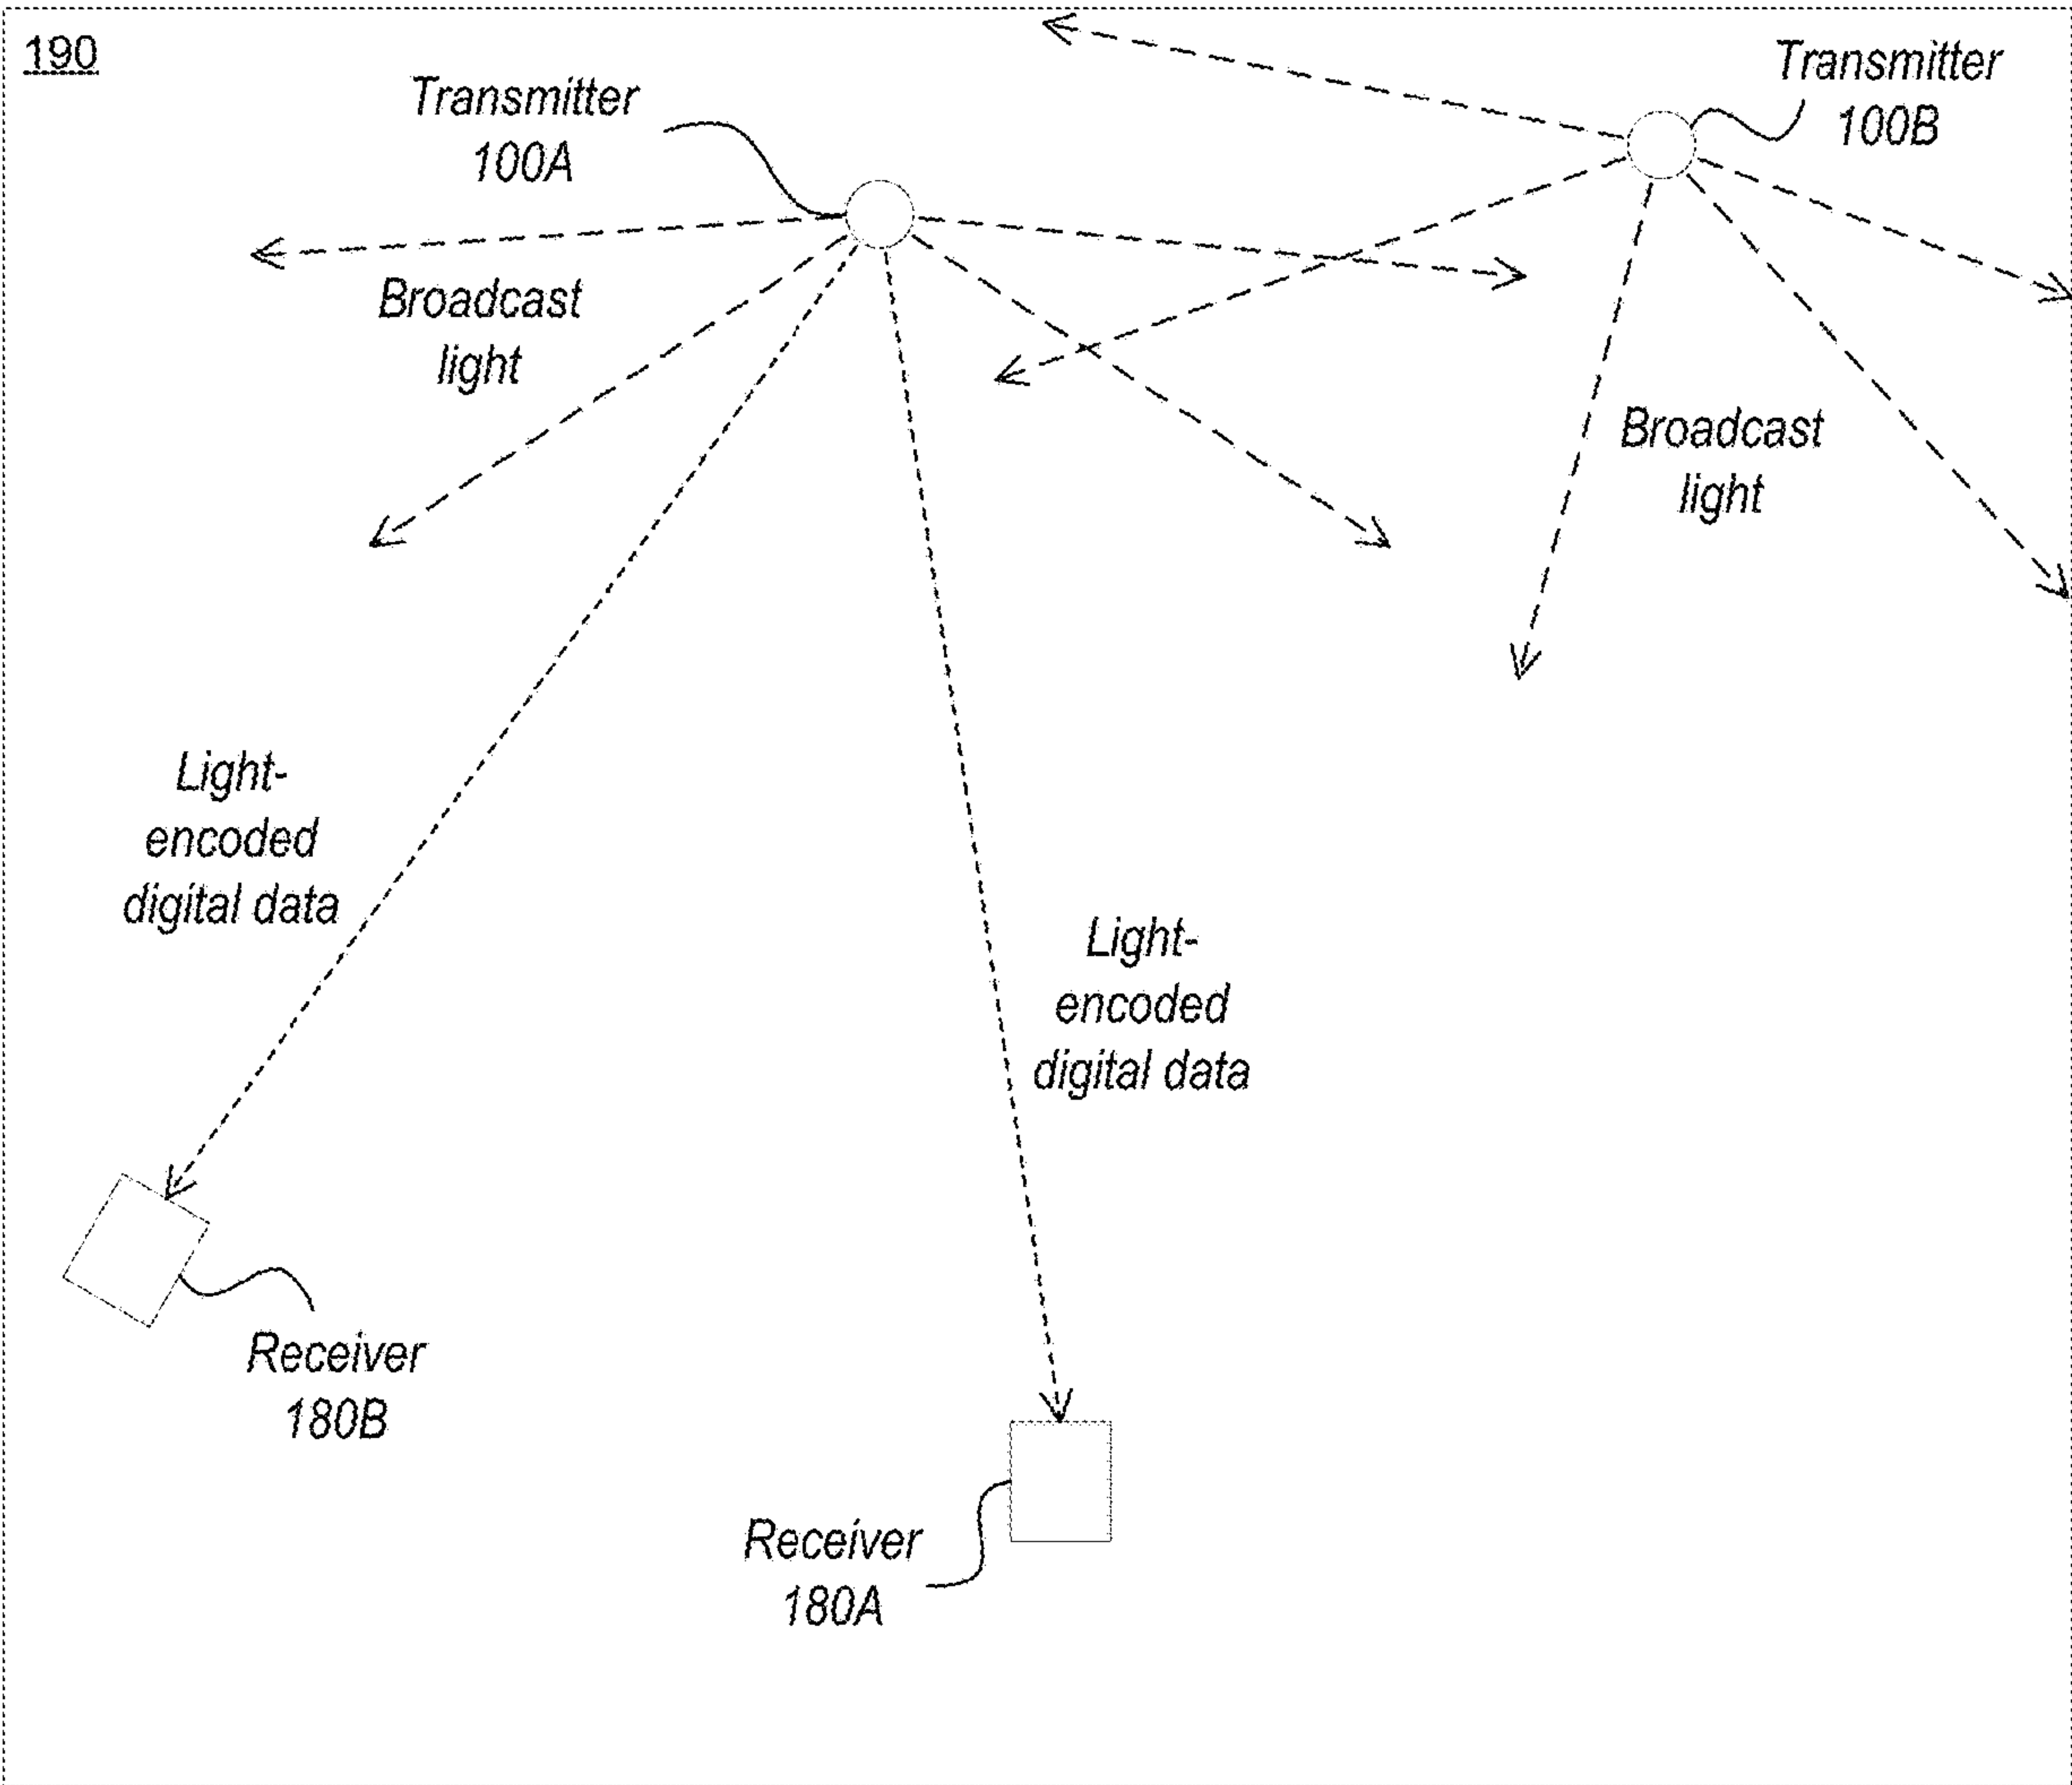 190
Transmitter
100A
Transmitter
100B
Broadcast
light
Broadcast
light
Light-
encoded
digital data
Light-
encoded
digital data
Receiver
180B
Receiver
180A